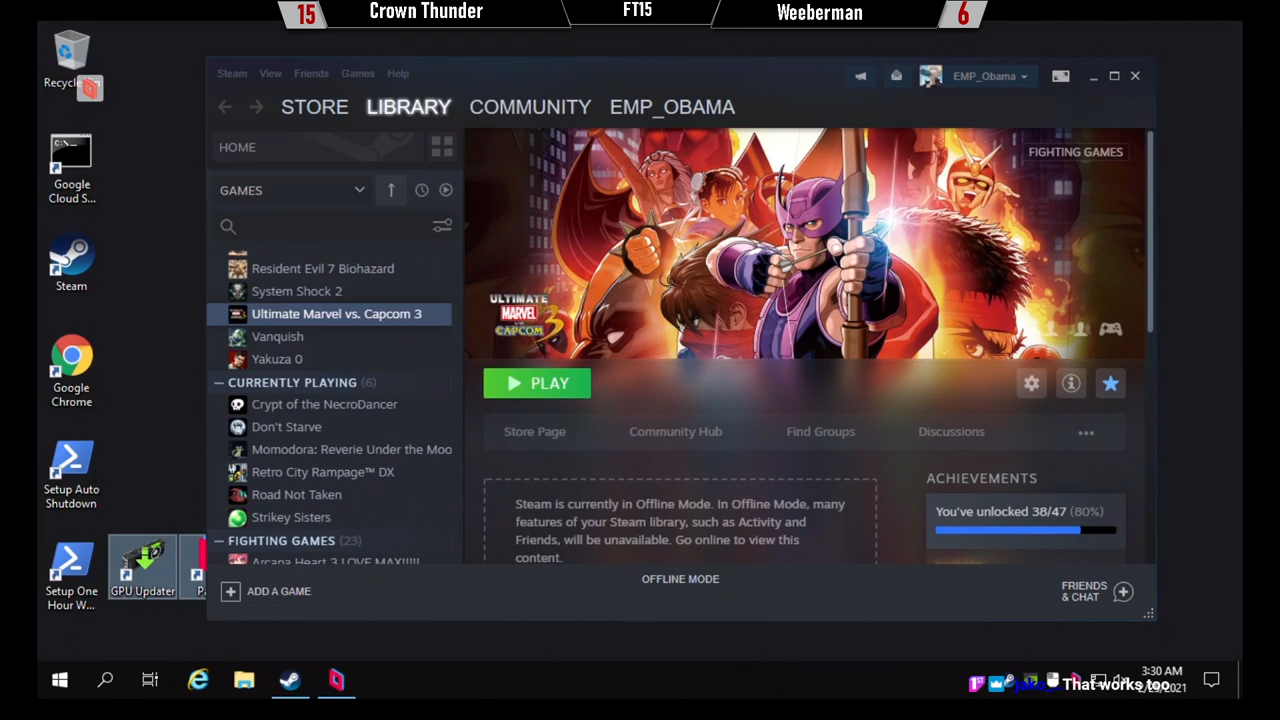 15
Crown Thunder
FT15
Weeberman
6
Recycle
Google
Cloud S...
Steam
Google
Chrome
Setup Auto
Shutdown
Setup One
Hour W...
GPU Updater
Steam View Friends Games Help
EMP_Obama
STORE LIBRARY COMMUNITY EMP_OBAMA
HOME
GAMES
Resident Evil 7 Biohazard
System Shock 2
Ultimate Marvel vs. Capcom 3
Vanquish
Yakuza 0
CURRENTLY PLAYING (6)
Crypt of the NecroDancer
Don't Starve
Momodora: Reverie Under the Moo
Retro City Rampage™ DX
Road Not Taken
Strikey Sisters
FIGHTING GAMES (23)
Arcana Heart 3 LOVE MAX!!!!!
ADD A GAME
FIGHTING GAMES
ULTIMATE
MARVEL
VS.
CAPCOM 3
PLAY
Store Page Community Hub Find Groups Discussions
Steam is currently in Offline Mode. In Offline Mode, many
features of your Steam library, such as Activity and
Friends, will be unavailable. Go online to view this
content.
ACHIEVEMENTS
You've unlocked 38/47 (80%)
OFFLINE MODE
FRIENDS
& CHAT
3:30 AM
That works too